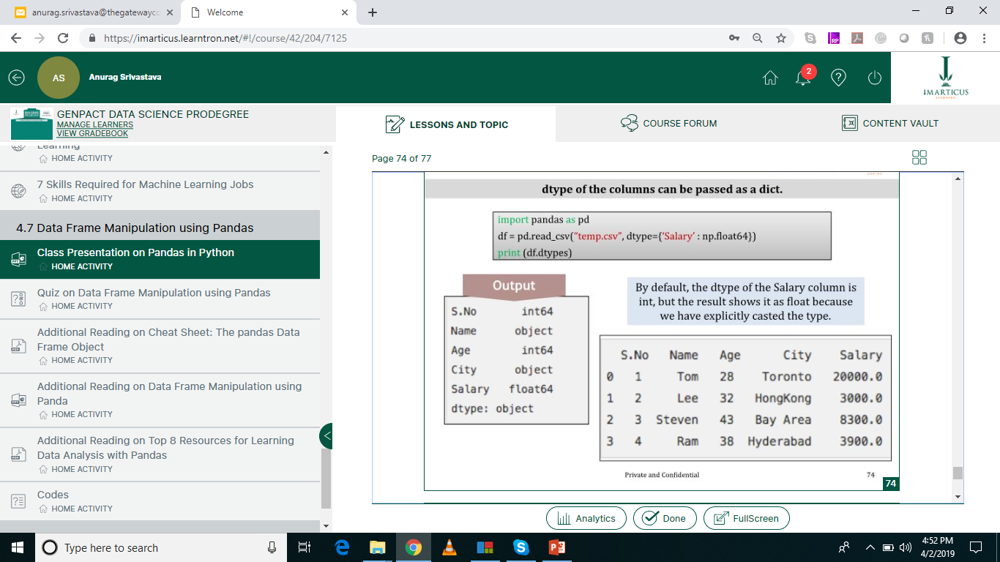 anurag.srivastava@thegatewayco
Welcome
https://imarticus.learntron.net/#!/course/42/204/7125
AS
Anurag Srivastava
2
IMARTICUS
LEARNING
GENPACT DATA SCIENCE PRODEGREE
MANAGE LEARNERS
VIEW GRADEBOOK
LESSONS AND TOPIC
COURSE FORUM
CONTENT VAULT
Learning
HOME ACTIVITY
7 Skills Required for Machine Learning Jobs
HOME ACTIVITY
4.7 Data Frame Manipulation using Pandas
Class Presentation on Pandas in Python
HOME ACTIVITY
Quiz on Data Frame Manipulation using Pandas
HOME ACTIVITY
Additional Reading on Cheat Sheet: The pandas Data
Frame Object
HOME ACTIVITY
Additional Reading on Data Frame Manipulation using
Panda
HOME ACTIVITY
Additional Reading on Top 8 Resources for Learning
Data Analysis with Pandas
HOME ACTIVITY
Codes
HOME ACTIVITY
Page 74 of 77
dtype of the columns can be passed as a dict.
import pandas as pd
df = pd.read_csv(“temp.csv”, dtype={‘Salary’ : np.float64})
print (df.dtypes)
Output
S.No int64
Name object
Age int64
City object
Salary float64
dtype: object
By default, the dtype of the Salary column is
int, but the result shows it as float because
we have explicitly casted the type.
S.No Name Age City Salary
0 1 Tom 28 Toronto 20000.0
1 2 Lee 32 HongKong 3000.0
2 3 Steven 43 Bay Area 8300.0
3 4 Ram 38 Hyderabad 3900.0
Private and Confidential 74
74
Analytics
Done
FullScreen
Type here to search
4:52 PM
4/2/2019